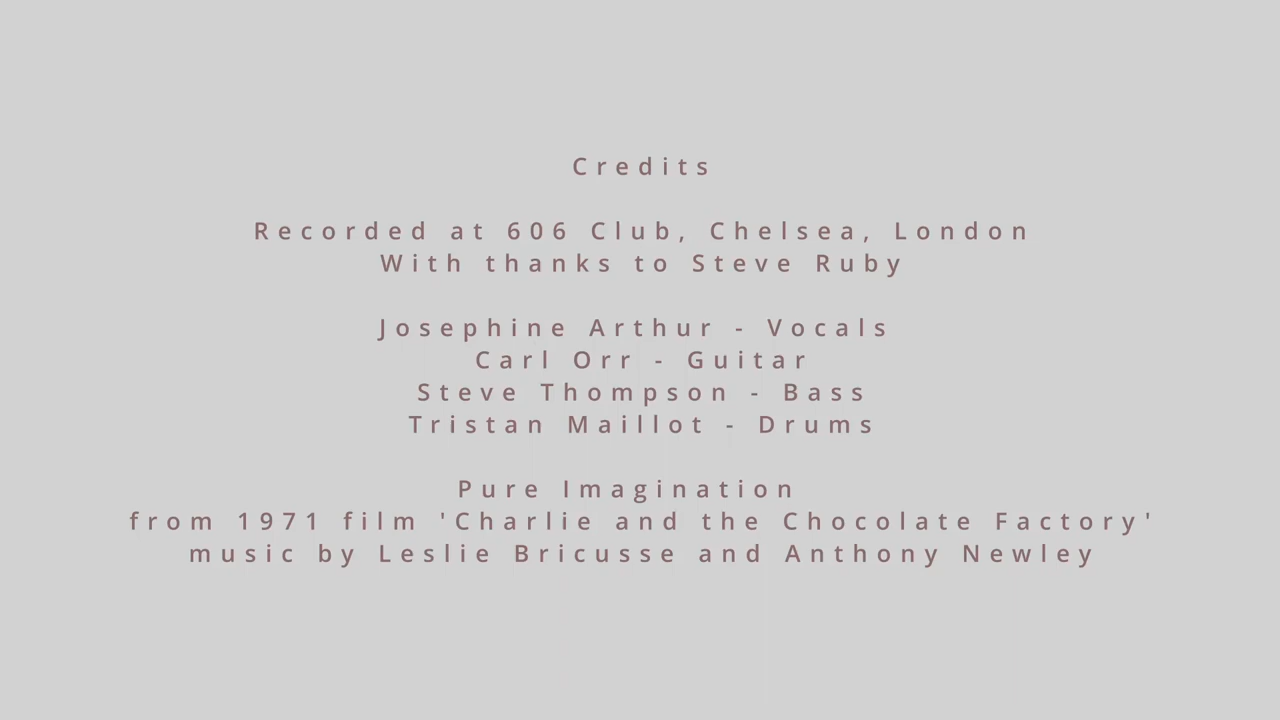 Credits
Recorded at 606 Club, Chelsea, London
With thanks to Steve Ruby
Josephine Arthur - Vocals
Carl Orr - Guitar
Steve Thompson - Bass
Tristan Maillot - Drums
Pure Imagination
from 1971 film 'Charlie and the Chocolate Factory'
music by Leslie Bricusse and Anthony Newley